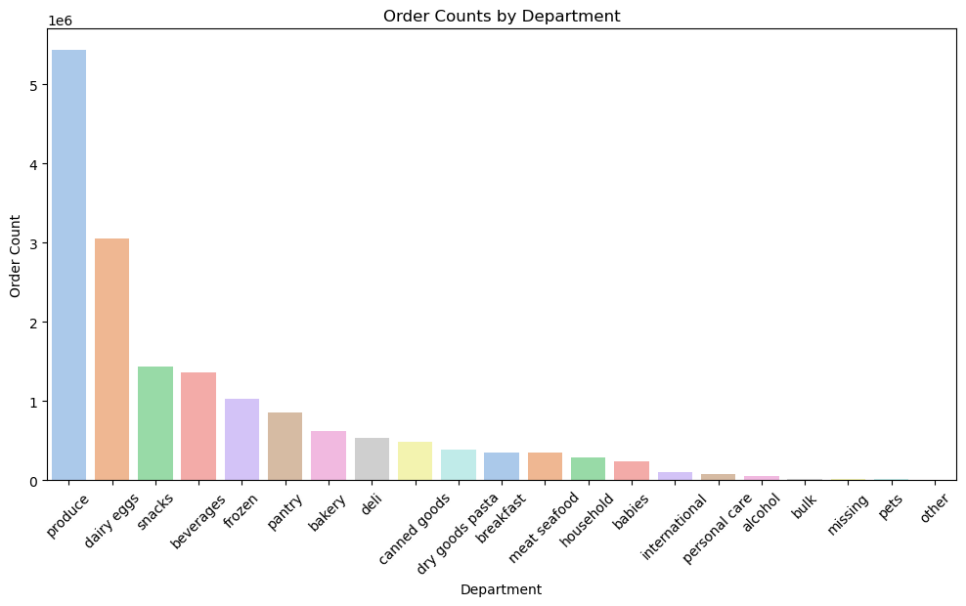 Order Counts by Department
1e6
5
4
3
2
1
0
Order Count
produce
dairy eggs
snacks
beverages
frozen
pantry
bakery
deli
canned goods
dry goods pasta
breakfast
meat seafood
household
babies
international
personal care
alcohol
bulk
missing
pets
other
Department